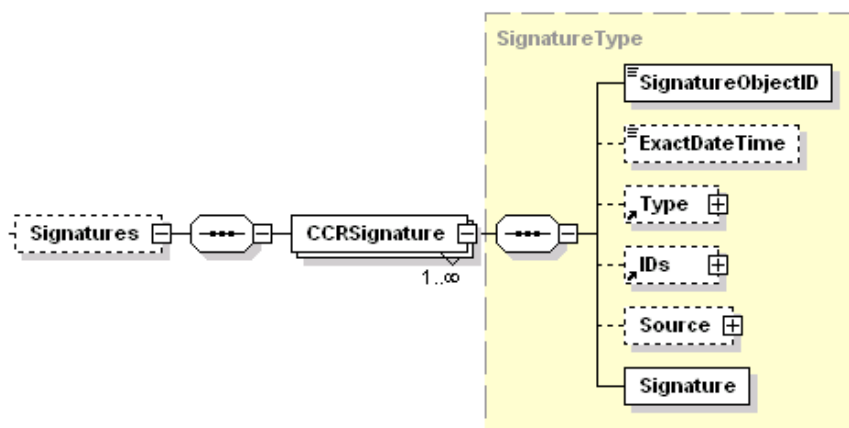 SignatureType
SignatureObjectID
ExactDateTime
Type
IDs
Source
Signature
Signatures
CCRSignature
1..∞